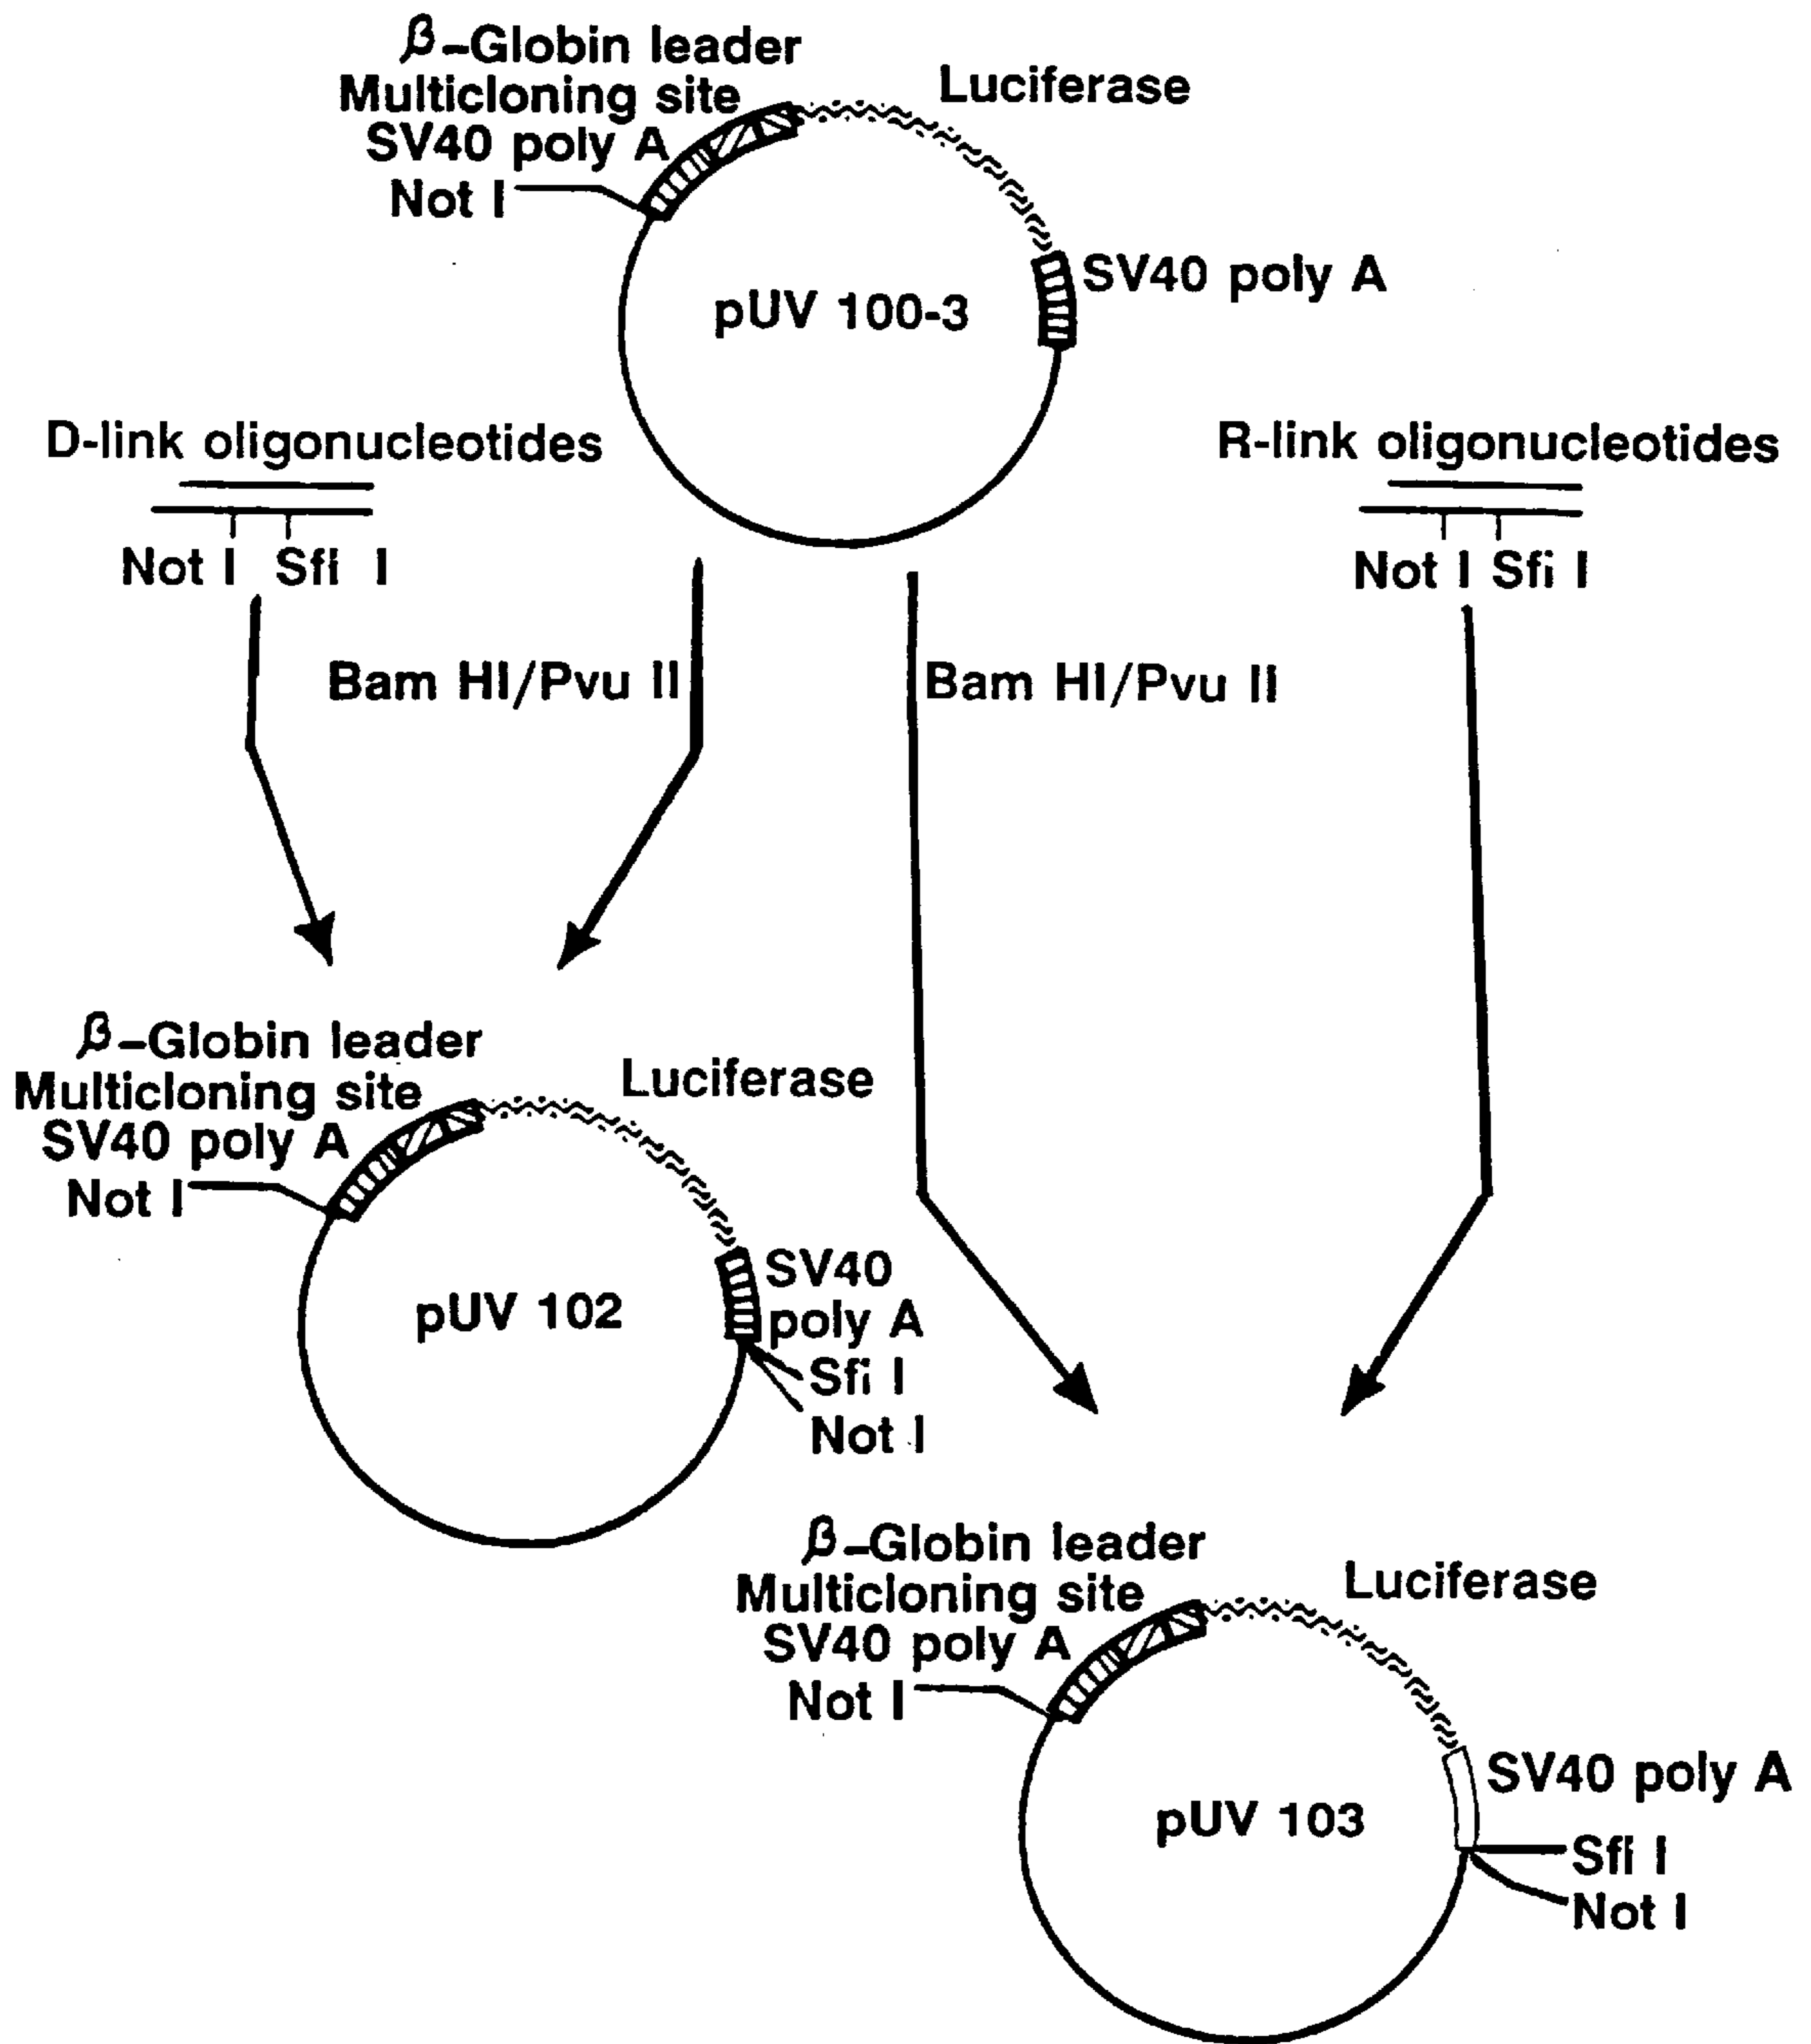 β-Globin leader
Multicloning site
SV40 poly A
Not I
Luciferase
SV40 poly A
pUV 100-3
D-link oligonucleotides
Not I Sfi I
R-link oligonucleotides
Not I Sfi I
Bam HI/Pvu II
Bam HI/Pvu II
β-Globin leader
Multicloning site
SV40 poly A
Not I
Luciferase
SV40
poly A
Sfi I
Not I
pUV 102
β-Globin leader
Multicloning site
SV40 poly A
Not I
Luciferase
SV40 poly A
Sfi I
Not I
pUV 103